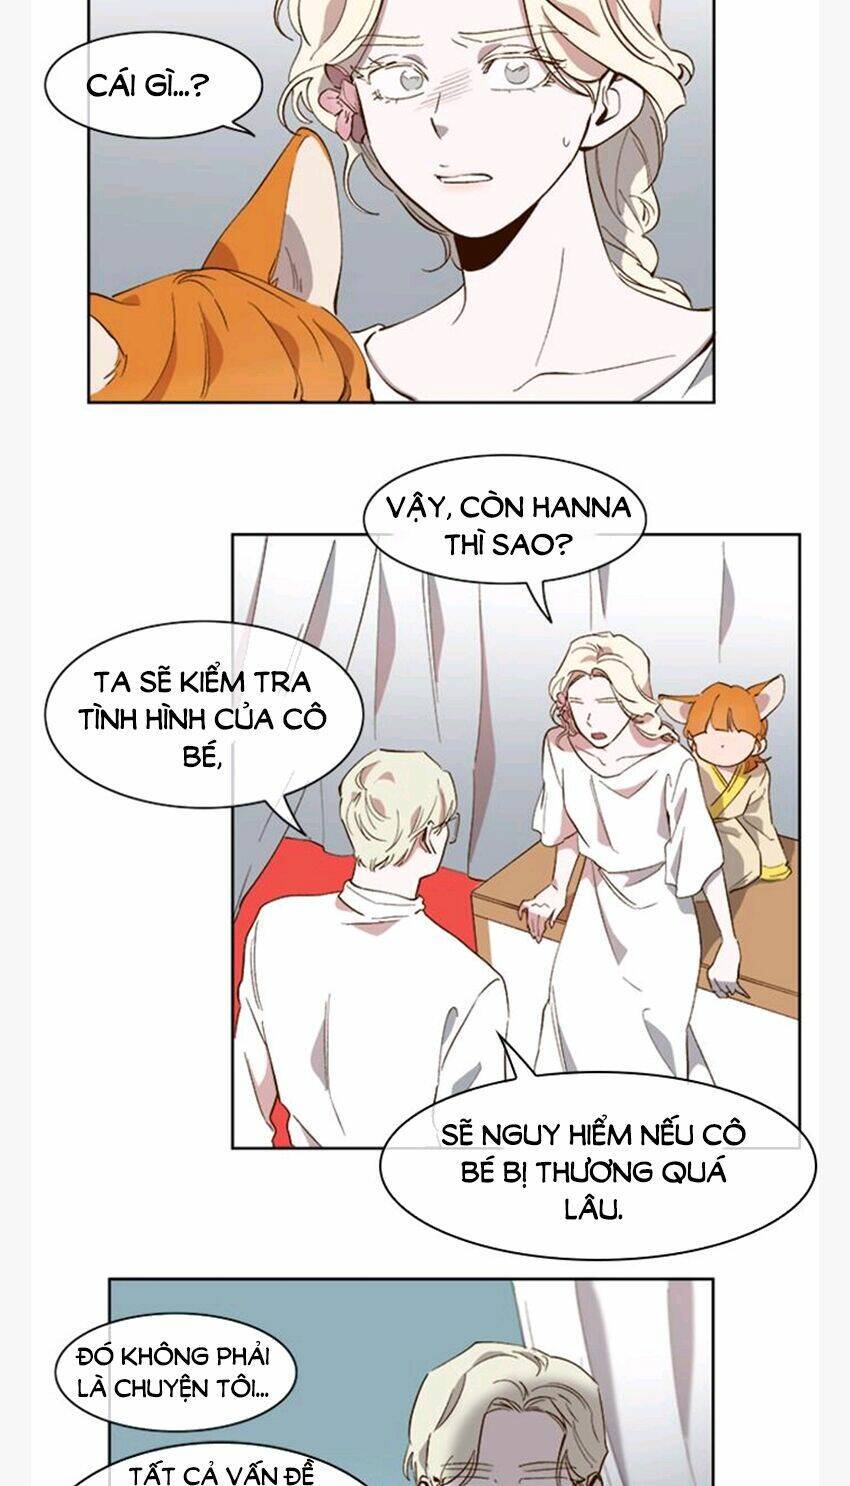 CÁI GÌ...?
VẬY, CÒN HANNA
THÌ SAO?
TA SẼ KIỂM TRA
TÌNH HÌNH CỦA CÔ
BÉ,
SẼ NGUY HIỂM NẾU CÔ
BÉ BỊ THƯƠNG QUÁ
LÂU.
ĐÓ KHÔNG PHẢI
LÀ CHUYỆN TÔI...
TẤT CẢ VẤN ĐỀ